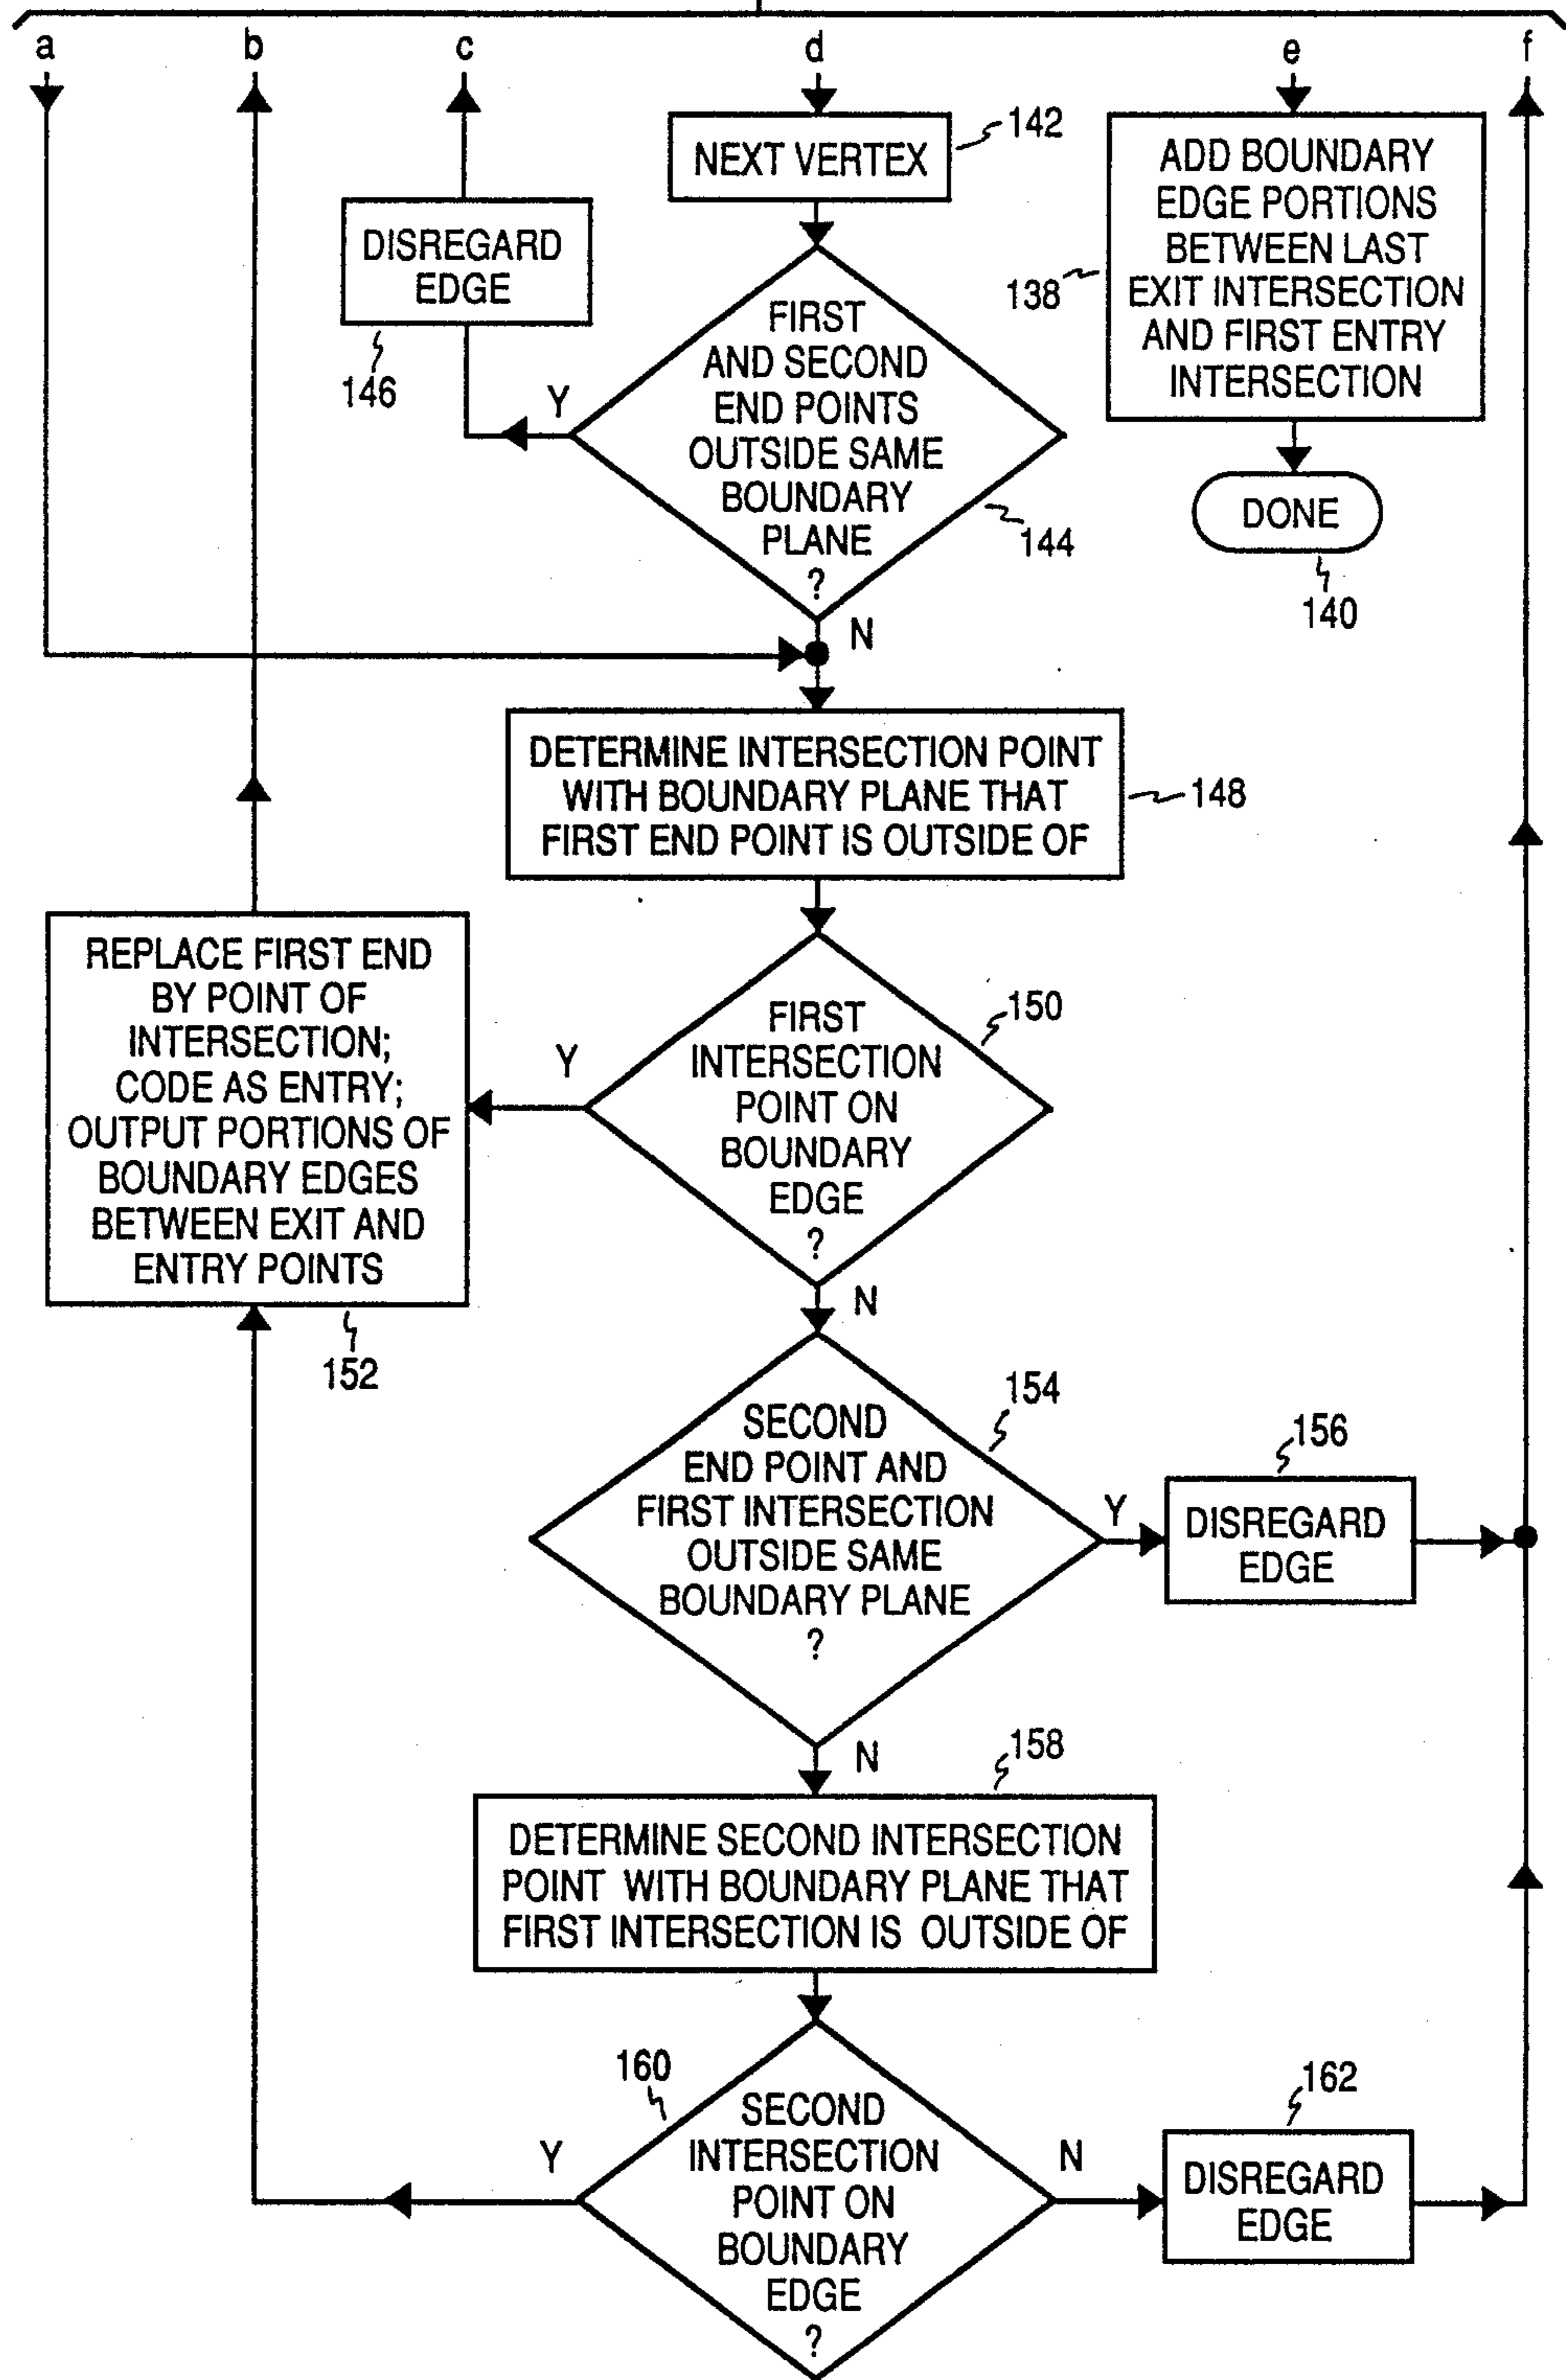 a b c d e f
NEXT VERTEX
142
ADD BOUNDARY
EDGE PORTIONS
BETWEEN LAST
EXIT INTERSECTION
AND FIRST ENTRY
INTERSECTION
138
DISREGARD
EDGE
146
FIRST
AND SECOND
END POINTS
OUTSIDE SAME
BOUNDARY
PLANE
?
Y
144
N
DONE
140
DETERMINE INTERSECTION POINT
WITH BOUNDARY PLANE THAT
FIRST END POINT IS OUTSIDE OF
148
REPLACE FIRST END
BY POINT OF
INTERSECTION;
CODE AS ENTRY;
OUTPUT PORTIONS OF
BOUNDARY EDGES
BETWEEN EXIT AND
ENTRY POINTS
152
FIRST
INTERSECTION
POINT ON
BOUNDARY
EDGE
?
150
Y
N
SECOND
END POINT AND
FIRST INTERSECTION
OUTSIDE SAME
BOUNDARY PLANE
?
154
Y
N
156
DISREGARD
EDGE
158
DETERMINE SECOND INTERSECTION
POINT WITH BOUNDARY PLANE THAT
FIRST INTERSECTION IS OUTSIDE OF
160
SECOND
INTERSECTION
POINT ON
BOUNDARY
EDGE
?
Y
N
162
DISREGARD
EDGE